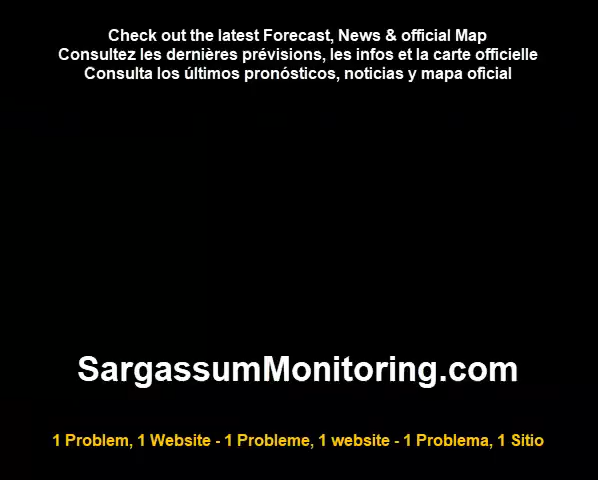 Check out the latest Forecast, News & official Map
Consultez les dernières prévisions, les infos et la carte officielle
Consulta los últimos pronósticos, noticias y mapa oficial
SargassumMonitoring.com
1 Problem, 1 Website - 1 Probleme, 1 website - 1 Problema, 1 Sitio